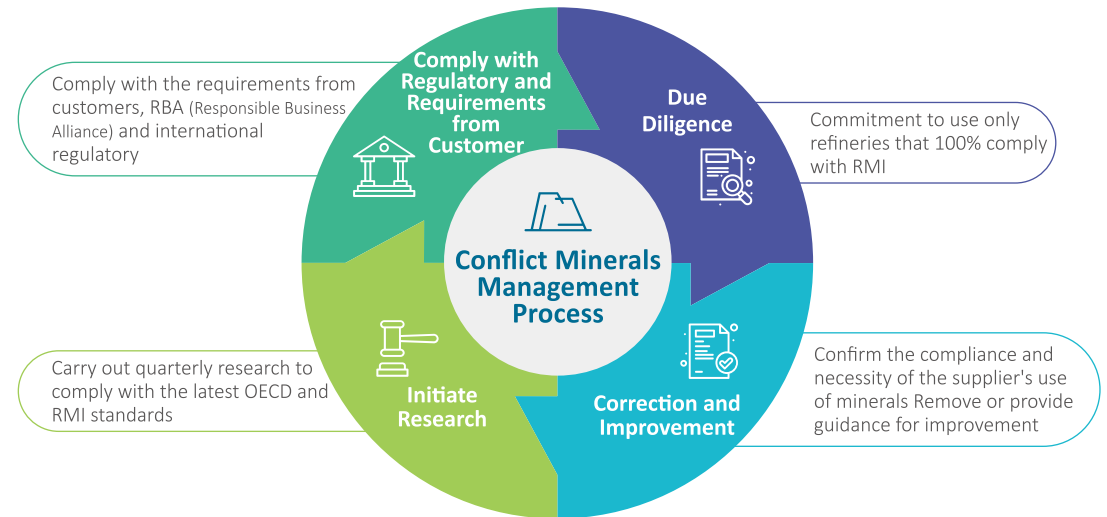 Comply with
Regulatory and
Requirements
from
Customer
Comply with the requirements from
customers, RBA (Responsible Business
Alliance) and international
regulatory
Due
Diligence
Commitment to use only
refineries that 100% comply
with RMI
Conflict Minerals
Management
Process
Initiate
Research
Carry out quarterly research to
comply with the latest OECD and
RMI standards
Correction and
Improvement
Confirm the compliance and
necessity of the supplier's use
of minerals Remove or provide
guidance for improvement